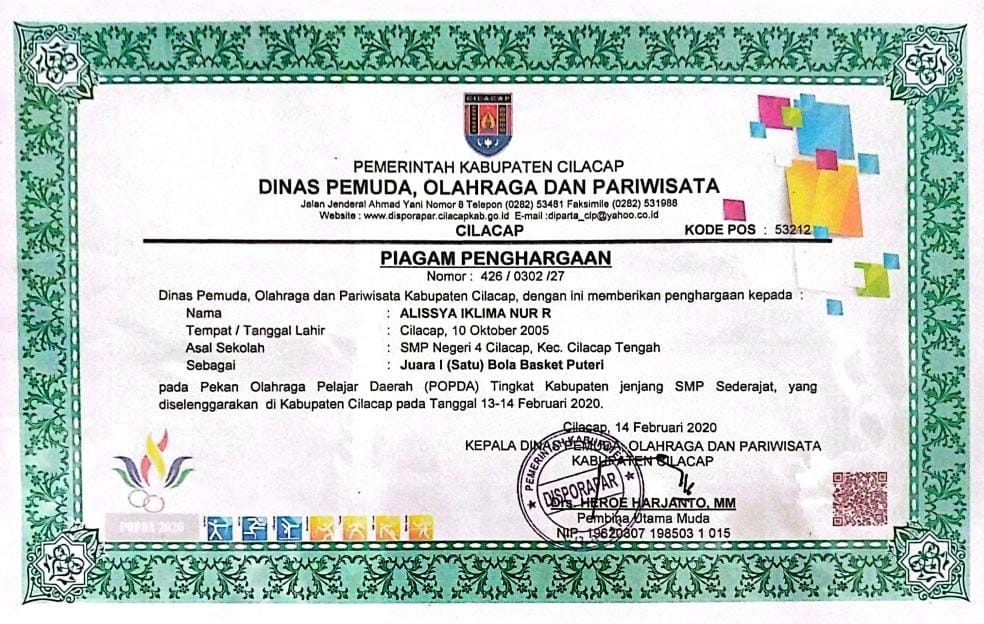 CILACAP
PEMERINTAH KABUPATEN CILACAP
DINAS PEMUDA, OLAHRAGA DAN PARIWISATA
Jalan Jenderal Ahmad Yani Nomor 8 Telepon (0282) 53481 Faksimile (0282) 531988
Website : www.disporapar.cilacapkab.go.id E-mail :diparta_clp@yahoo.co.id
CILACAP KODE POS : 53212
PIAGAM PENGHARGAAN
Nomor : 426 / 0302 /27
Dinas Pemuda, Olahraga dan Pariwisata Kabupaten Cilacap, dengan ini memberikan penghargaan kepada :
Nama : ALISSYA IKLIMA NUR R
Tempat / Tanggal Lahir : Cilacap, 10 Oktober 2005
Asal Sekolah : SMP Negeri 4 Cilacap, Kec. Cilacap Tengah
Sebagai : Juara I (Satu) Bola Basket Puteri
pada Pekan Olahraga Pelajar Daerah (POPDA) Tingkat Kabupaten jenjang SMP Sederajat, yang
diselenggarakan di Kabupaten Cilacap pada Tanggal 13-14 Februari 2020.
Cilacap, 14 Februari 2020
KEPALA DINAS PEMUDA, OLAHRAGA DAN PARIWISATA
KABUPATEN CILACAP
DISPORAPAR
Drs. HEROE HARJANTO, MM
Pembina Utama Muda
NIP. 19620307 198503 1 015
POPDA 2020